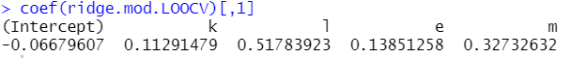 > coef(ridge.mod.LOOCV)[,1]
(Intercept) k l e m
-0.06679607 0.11291479 0.51783923 0.13851258 0.32732632